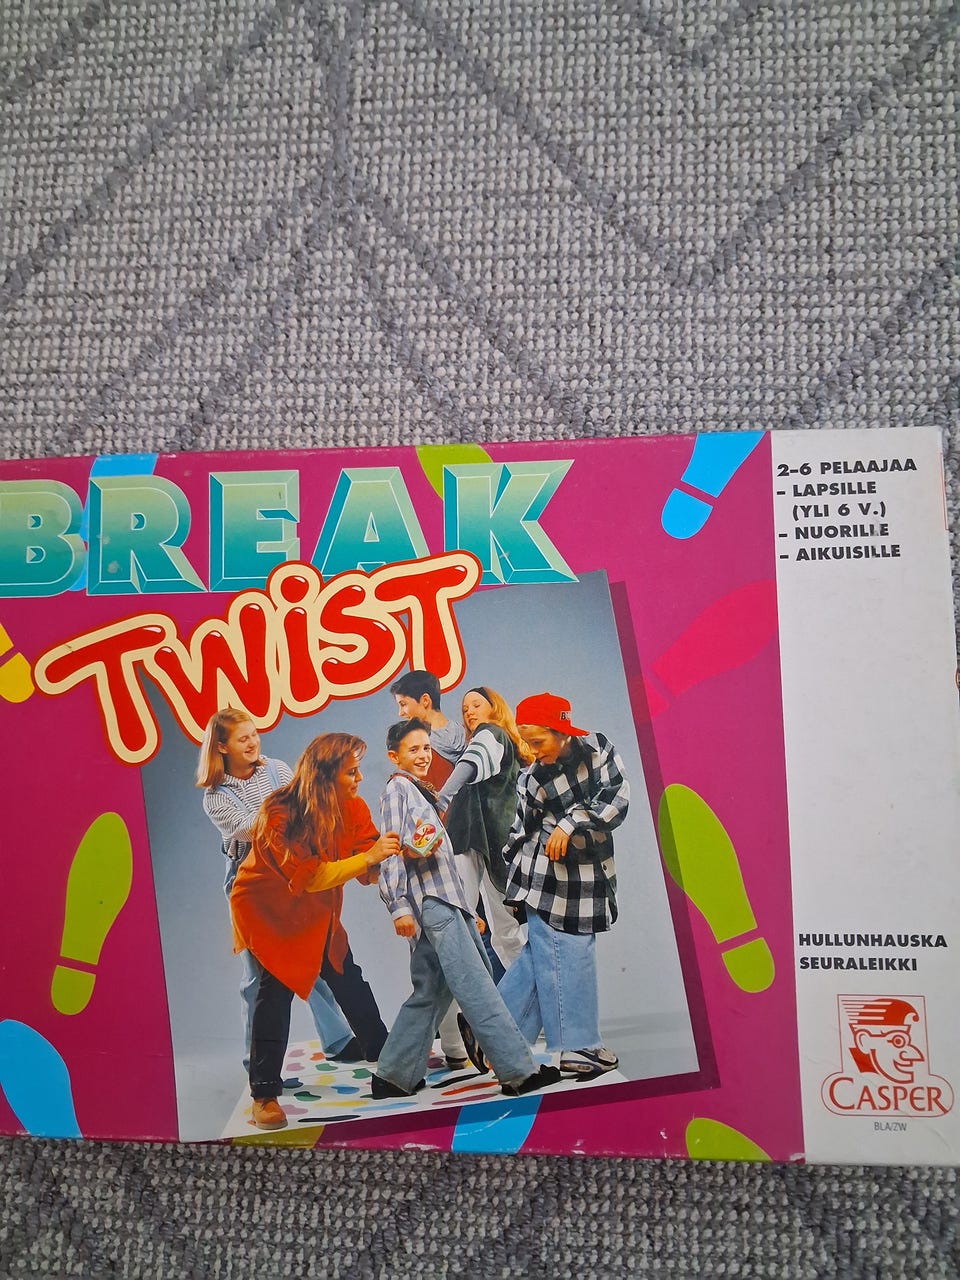 BREAK
TWiST
2-6 PELAAJAA
- LAPSILLE
(YLI 6 V.)
- NUORILLE
- AIKUISILLE
HULLUNHAUSKA
SEURALEIKKI
CASPER
BLA/ZW